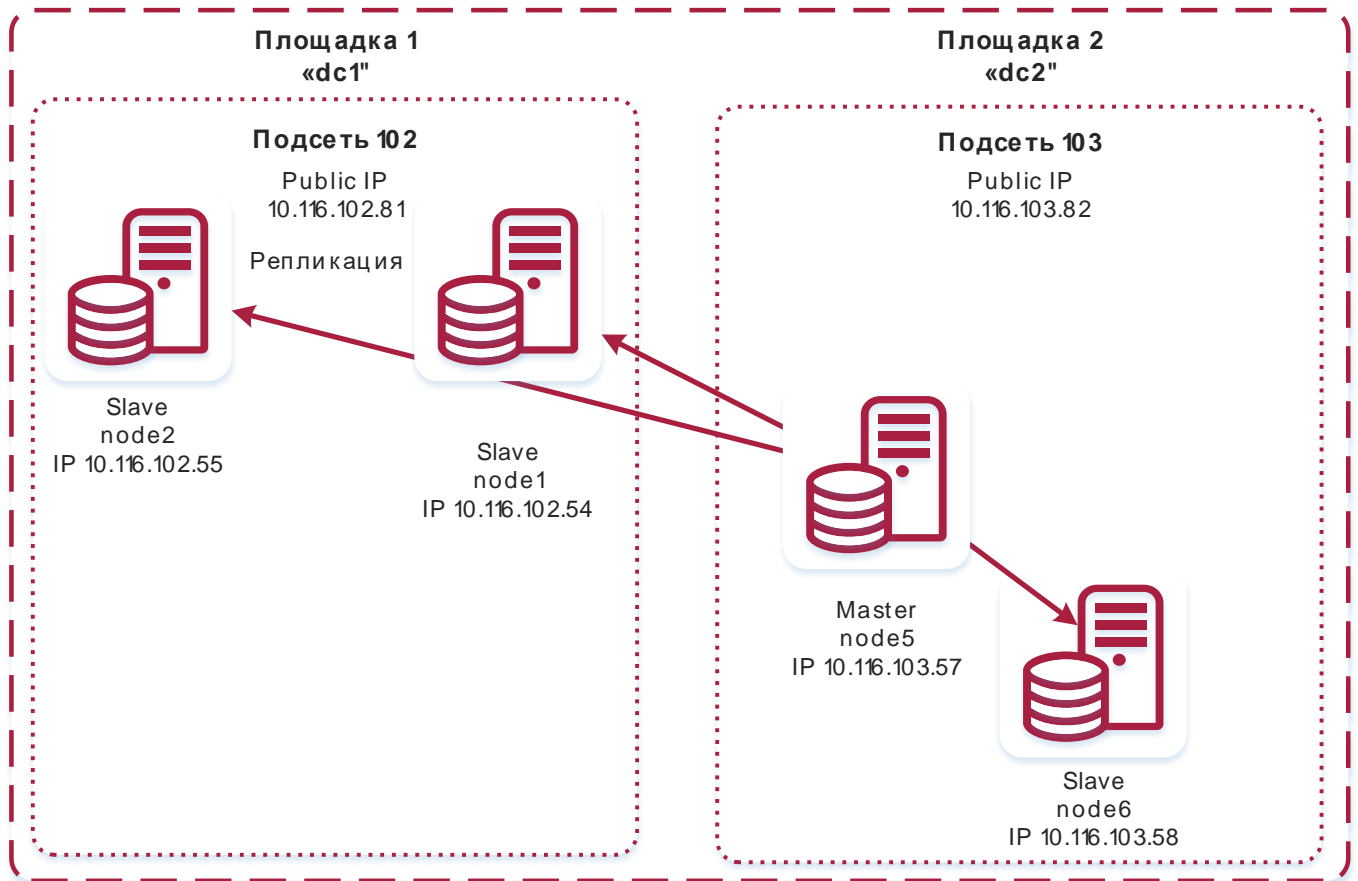 Площадка 1
«dc1"
Подсеть 102
Public IP
10.116.102.81
Репликация
Slave
node2
IP 10.116.102.55
Slave
node1
IP 10.116.102.54
Площадка 2
«dc2"
Подсеть 103
Public IP
10.116.103.82
Master
node5
IP 10.116.103.57
Slave
node6
IP 10.116.103.58